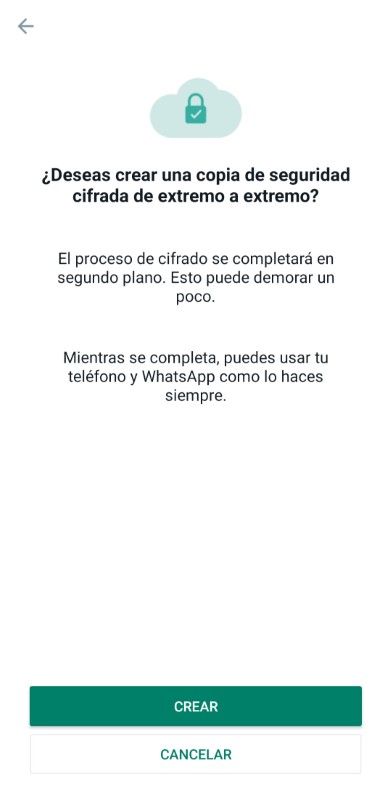 ¿Deseas crear una copia de seguridad
cifrada de extremo a extremo?
El proceso de cifrado se completará en
segundo plano. Esto puede demorar un
poco.
Mientras se completa, puedes usar tu
teléfono y WhatsApp como lo haces
siempre.
CREAR
CANCELAR